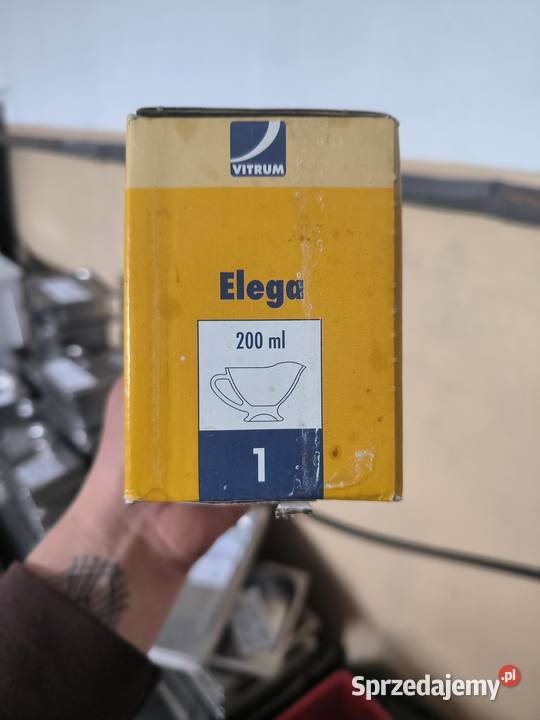 VITRUM
Elega
200 ml
1
Sprzedajemy.pl